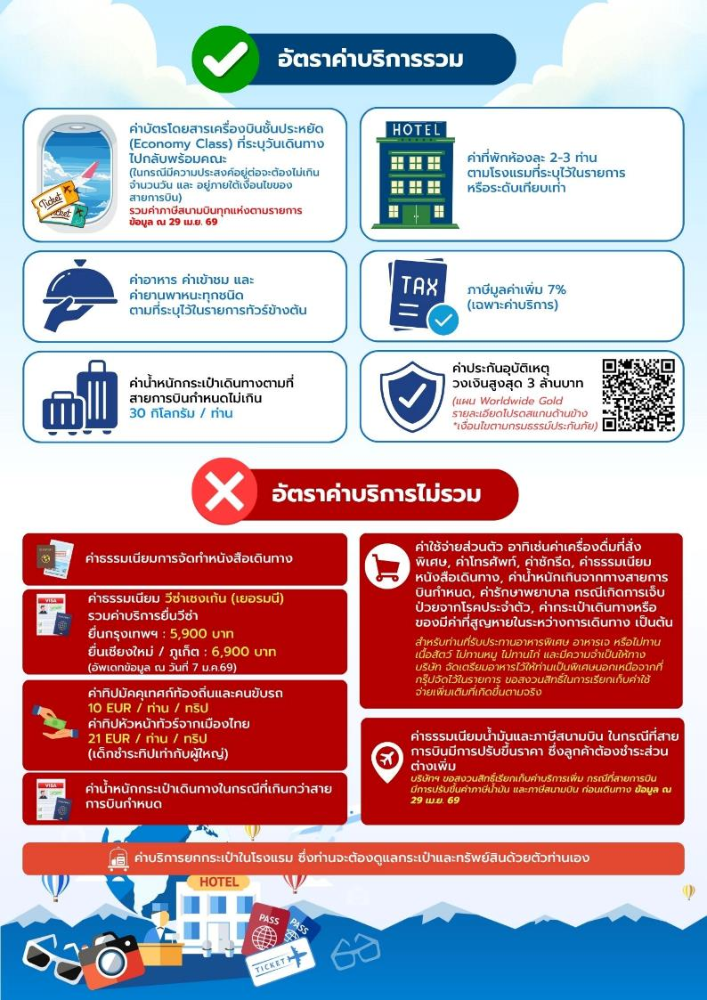 อัตราค่าบริการรวม
ค่าบัตรโดยสารเครื่องบินชั้นประหยัด
(Economy Class) ที่ระบุวันเดินทาง
ไปกลับพร้อมคณะ
(ในกรณีมีความประสงค์อยู่ต่อจะต้องไม่เกิน
จำนวนวัน และ อยู่ภายใต้เงื่อนไขของ
สายการบิน)
รวมค่าภาษีสนามบินทุกแห่งตามรายการ
ข้อมูล ณ 29 เม.ย. 69
Ticket
Ticket
HOTEL
ค่าที่พักห้องละ 2-3 ท่าน
ตามโรงแรมที่ระบุไว้ในรายการ
หรือระดับเทียบเท่า
ค่าอาหาร ค่าเข้าชม และ
ค่ายานพาหนะทุกชนิด
ตามที่ระบุไว้ในรายการทัวร์ข้างต้น
TAX
ภาษีมูลค่าเพิ่ม 7%
(เฉพาะค่าบริการ)
ค่าน้ำหนักกระเป๋าเดินทางตามที่
สายการบินกำหนดไม่เกิน
30 กิโลกรัม / ท่าน
ค่าประกันอุบัติเหตุ
วงเงินสูงสุด 3 ล้านบาท
(แผน Worldwide Gold
รายละเอียดโปรดสแกนด้านข้าง
*เงื่อนไขตามกรมธรรม์ประกันภัย)
อัตราค่าบริการไม่รวม
ค่าธรรมเนียมการจัดทำหนังสือเดินทาง
VISA
ค่าธรรมเนียม วีซ่าเชงเก้น (เยอรมนี)
รวมค่าบริการยื่นวีซ่า
ยื่นกรุงเทพฯ : 5,900 บาท
ยื่นเชียงใหม่ / ภูเก็ต : 6,900 บาท
(อัพเดทข้อมูล ณ วันที่ 7 ม.ค.69)
ค่าทิปมัคคุเทศก์ท้องถิ่นและคนขับรถ
10 EUR / ท่าน / ทริป
ค่าทิปหัวหน้าทัวร์จากเมืองไทย
21 EUR / ท่าน / ทริป
(เด็กชำระทิปเท่ากับผู้ใหญ่)
VISA
ค่าน้ำหนักกระเป๋าเดินทางในกรณีที่เกินกว่าสาย
การบินกำหนด
ค่าใช้จ่ายส่วนตัว อาทิเช่นค่าเครื่องดื่มที่สั่ง
พิเศษ, ค่าโทรศัพท์, ค่าซักรีด, ค่าธรรมเนียม
หนังสือเดินทาง, ค่าน้ำหนักเกินจากทางสายการ
บินกำหนด, ค่ารักษาพยาบาล กรณีเกิดการเจ็บ
ป่วยจากโรคประจำตัว, ค่ากระเป๋าเดินทางหรือ
ของมีค่าที่สูญหายในระหว่างการเดินทาง เป็นต้น
สำหรับท่านที่รับประทานอาหารพิเศษ อาหารเจ หรือไม่ทาน
เนื้อสัตว์ ไม่ทานหมู ไม่ทานไก่ และมีความจำเป็นให้ทาง
บริษัท จัดเตรียมอาหารไว้ให้ท่านเป็นพิเศษนอกเหนือจากที่
กรุ๊ปจัดไว้ในรายการ ขอสงวนสิทธิ์ในการเรียกเก็บค่าใช้
จ่ายเพิ่มเติมที่เกิดขึ้นตามจริง
ค่าธรรมเนียมน้ำมันและภาษีสนามบิน ในกรณีที่สาย
การบินมีการปรับขึ้นราคา ซึ่งลูกค้าต้องชำระส่วน
ต่างเพิ่ม
บริษัทฯ ขอสงวนสิทธิ์เรียกเก็บค่าบริการเพิ่ม กรณีที่สายการบิน
มีการปรับขึ้นค่าภาษีน้ำมัน และภาษีสนามบิน ก่อนเดินทาง ข้อมูล ณ
29 เม.ย. 69
ค่าบริการยกกระเป๋าในโรงแรม ซึ่งท่านจะต้องดูแลกระเป๋าและทรัพย์สินด้วยตัวท่านเอง
HOTEL
PASS
PASS
TICKET